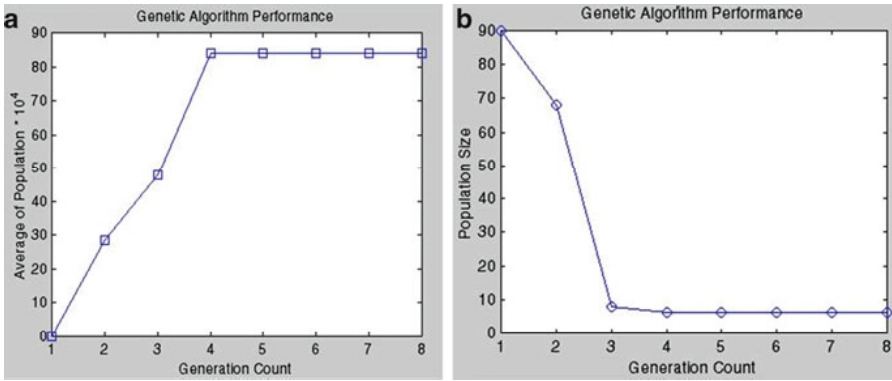 a
Genetic Algorithm Performance
90
80
70
60
50
40
30
20
10
0
Average of Population * 10^4
1 2 3 4 5 6 7 8
Generation Count
b
Genetic Algorithm Performance
90
80
70
60
50
40
30
20
10
0
Population Size
1 2 3 4 5 6 7 8
Generation Count